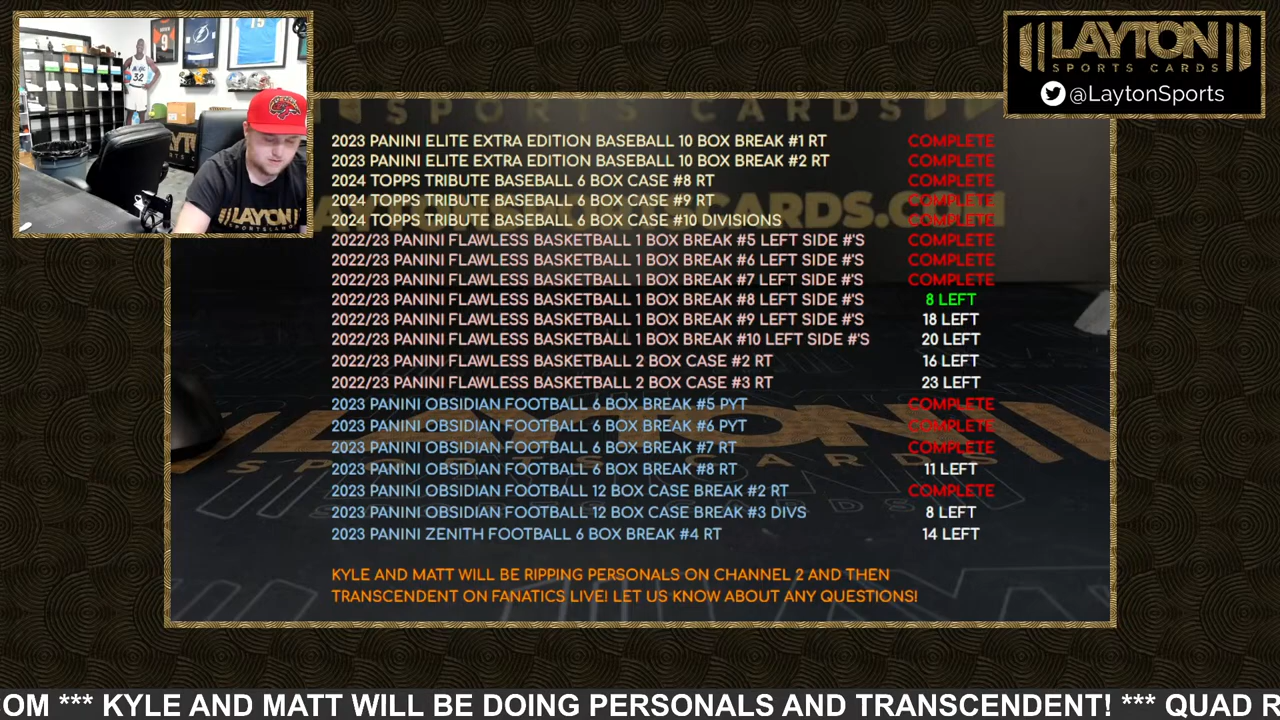 LAYTON
SPORTS CARDS
@LaytonSports
SPORTS CARDS
2023 PANINI ELITE EXTRA EDITION BASEBALL 10 BOX BREAK #1 RT COMPLETE
2023 PANINI ELITE EXTRA EDITION BASEBALL 10 BOX BREAK #2 RT COMPLETE
2024 TOPPS TRIBUTE BASEBALL 6 BOX CASE #8 RT COMPLETE
2024 TOPPS TRIBUTE BASEBALL 6 BOX CASE #9 RT COMPLETE
2024 TOPPS TRIBUTE BASEBALL 6 BOX CASE #10 DIVISIONS COMPLETE
2022/23 PANINI FLAWLESS BASKETBALL 1 BOX BREAK #5 LEFT SIDE #'S COMPLETE
2022/23 PANINI FLAWLESS BASKETBALL 1 BOX BREAK #6 LEFT SIDE #'S COMPLETE
2022/23 PANINI FLAWLESS BASKETBALL 1 BOX BREAK #7 LEFT SIDE #'S COMPLETE
2022/23 PANINI FLAWLESS BASKETBALL 1 BOX BREAK #8 LEFT SIDE #'S 8 LEFT
2022/23 PANINI FLAWLESS BASKETBALL 1 BOX BREAK #9 LEFT SIDE #'S 18 LEFT
2022/23 PANINI FLAWLESS BASKETBALL 1 BOX BREAK #10 LEFT SIDE #'S 20 LEFT
2022/23 PANINI FLAWLESS BASKETBALL 2 BOX CASE #2 RT 16 LEFT
2022/23 PANINI FLAWLESS BASKETBALL 2 BOX CASE #3 RT 23 LEFT
2023 PANINI OBSIDIAN FOOTBALL 6 BOX BREAK #5 PYT COMPLETE
2023 PANINI OBSIDIAN FOOTBALL 6 BOX BREAK #6 PYT COMPLETE
2023 PANINI OBSIDIAN FOOTBALL 6 BOX BREAK #7 RT COMPLETE
2023 PANINI OBSIDIAN FOOTBALL 6 BOX BREAK #8 RT 11 LEFT
2023 PANINI OBSIDIAN FOOTBALL 12 BOX CASE BREAK #2 RT COMPLETE
2023 PANINI OBSIDIAN FOOTBALL 12 BOX CASE BREAK #3 DIVS 8 LEFT
2023 PANINI ZENITH FOOTBALL 6 BOX BREAK #4 RT 14 LEFT
KYLE AND MATT WILL BE RIPPING PERSONALS ON CHANNEL 2 AND THEN
TRANSCENDENT ON FANATICS LIVE! LET US KNOW ABOUT ANY QUESTIONS!
OM *** KYLE AND MATT WILL BE DOING PERSONALS AND TRANSCENDENT! *** QUAD R